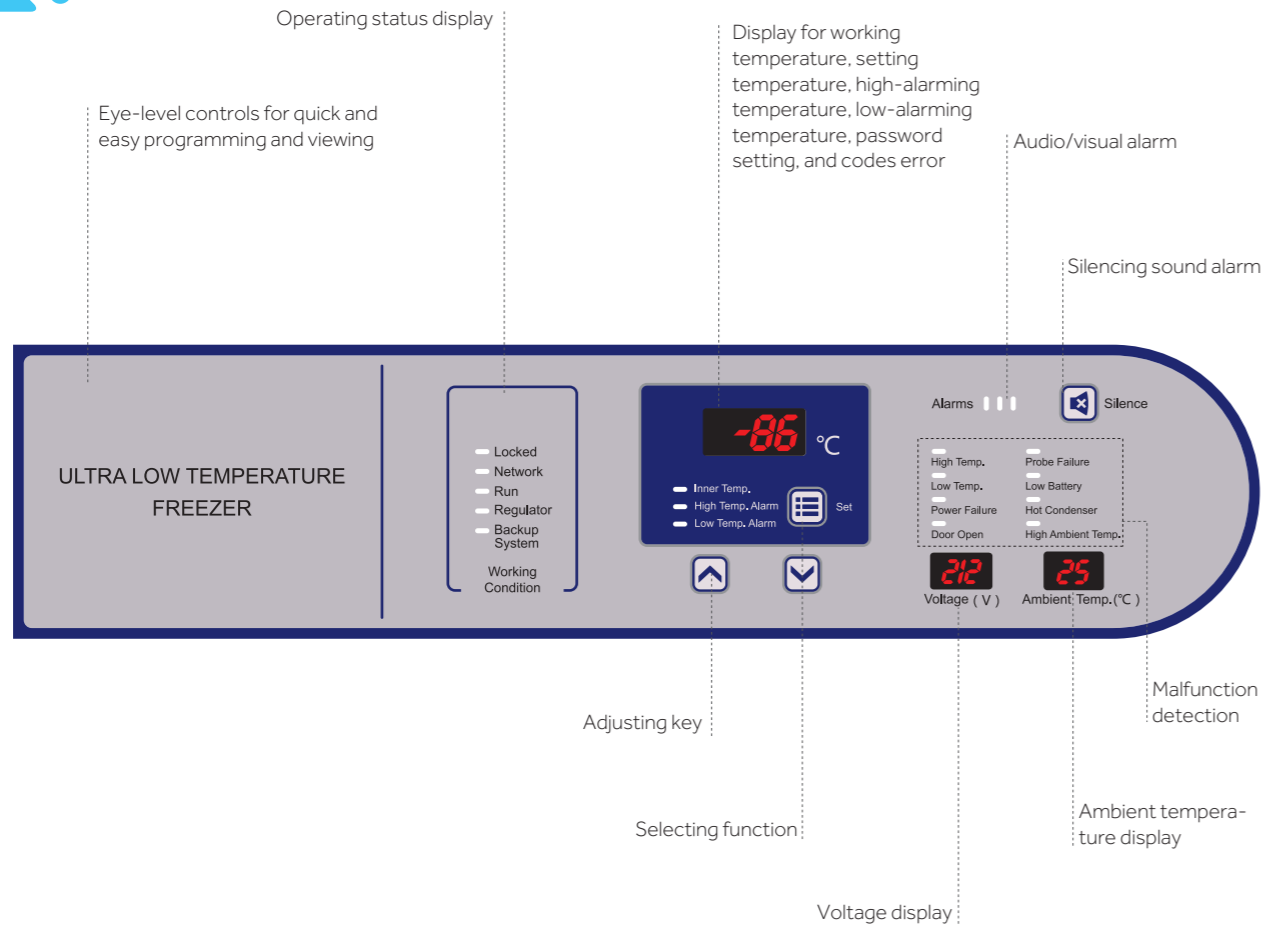 Operating status display
Display for working
temperature, setting
temperature, high-alarming
temperature, low-alarming
temperature, password
setting, and codes error
Eye-level controls for quick and
easy programming and viewing
Audio/visual alarm
Silencing sound alarm
ULTRA LOW TEMPERATURE
FREEZER
Locked
Network
Run
Regulator
Backup
System
Working
Condition
-86 °C
Inner Temp.
High Temp. Alarm
Low Temp. Alarm
Set
Alarms
Silence
High Temp.
Probe Failure
Low Temp.
Low Battery
Power Failure
Hot Condenser
Door Open
High Ambient Temp.
212
25
Voltage ( V )
Ambient Temp.(℃ )
Malfunction
detection
Adjusting key
Ambient tempera-
ture display
Selecting function
Voltage display